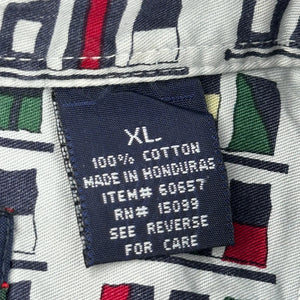 XL
100% COTTON
MADE IN HONDURAS
ITEM# 60657
RN# 15099
SEE REVERSE
FOR CARE